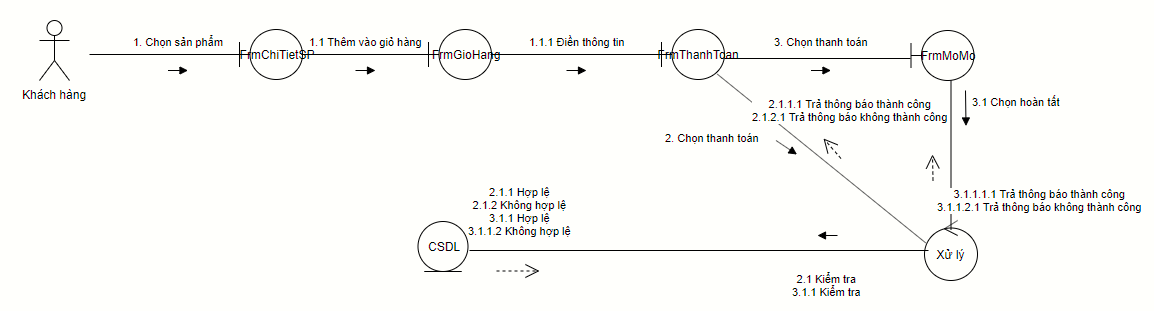 1. Chọn sản phẩm
1.1 Thêm vào giỏ hàng
1.1.1 Điền thông tin
3. Chọn thanh toán
FrmChiTietSP
FrmGioHang
FrmThanhToan
FrmMoMo
Khách hàng
2.1.1.1 Trả thông báo thành công
2.1.2.1 Trả thông báo không thành công
3.1 Chọn hoàn tất
2. Chọn thanh toán
2.1.1 Hợp lệ
2.1.2 Không hợp lệ
3.1.1 Hợp lệ
3.1.1.2 Không hợp lệ
3.1.1.1.1 Trả thông báo thành công
3.1.1.2.1 Trả thông báo không thành công
CSDL
Xử lý
2.1 Kiểm tra
3.1.1 Kiểm tra